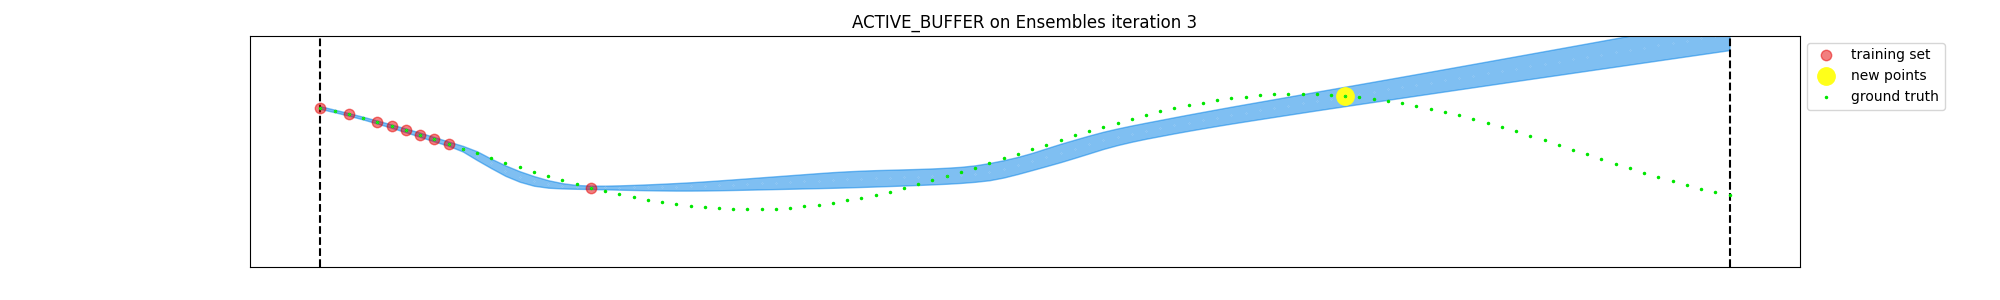 ACTIVE_BUFFER on Ensembles iteration 3
training set
new points
ground truth